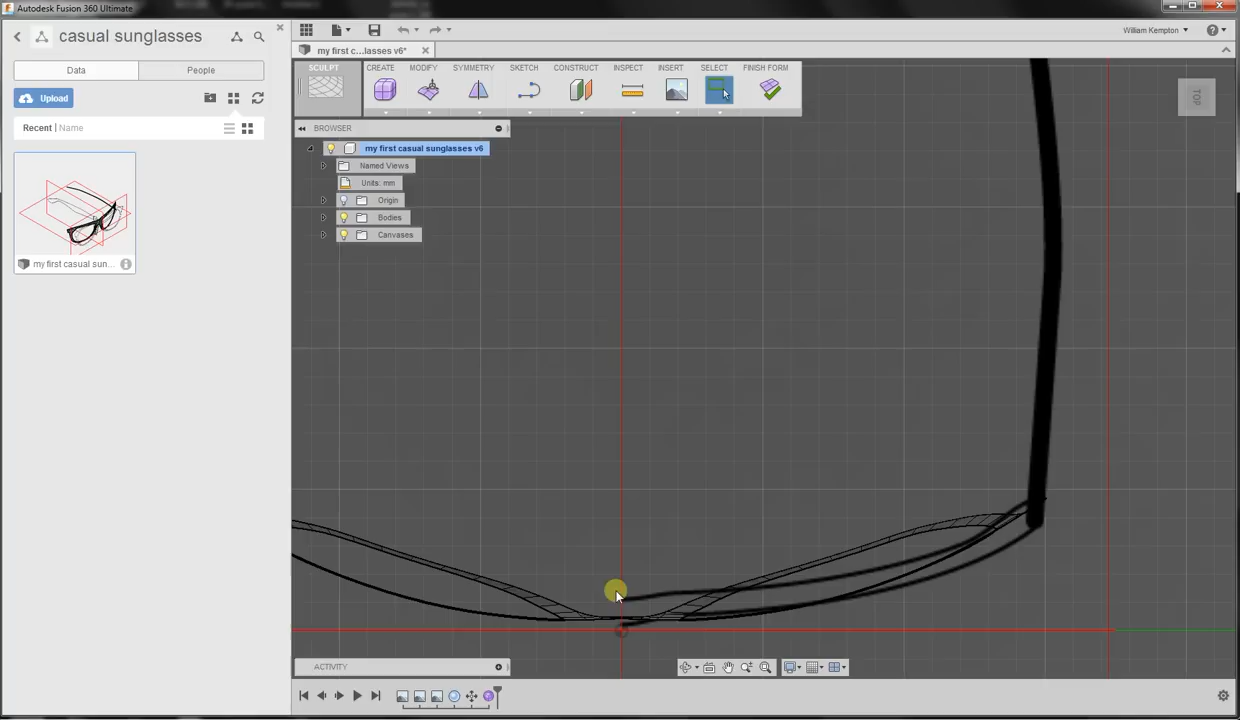 Autodesk Fusion 360 Ultimate
casual sunglasses
William Kempton
my first c...lasses v6*
Data
People
SCULPT
CREATE
MODIFY
SYMMETRY
SKETCH
CONSTRUCT
INSPECT
INSERT
SELECT
FINISH FORM
Upload
TOP
Recent | Name
BROWSER
my first casual sunglasses v6
Named Views
Units: mm
Origin
Bodies
Canvases
my first casual sun...
ACTIVITY